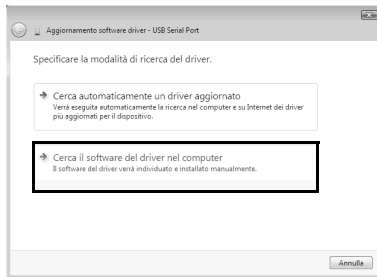 Aggiornamento software driver - USB Serial Port
Specificare la modalità di ricerca del driver.
Cerca automaticamente un driver aggiornato
Verrà eseguita automaticamente la ricerca nel computer e su Internet dei driver
più aggiornati per il dispositivo.
Cerca il software del driver nel computer
Il software del driver verrà individuato e installato manualmente.
Annulla